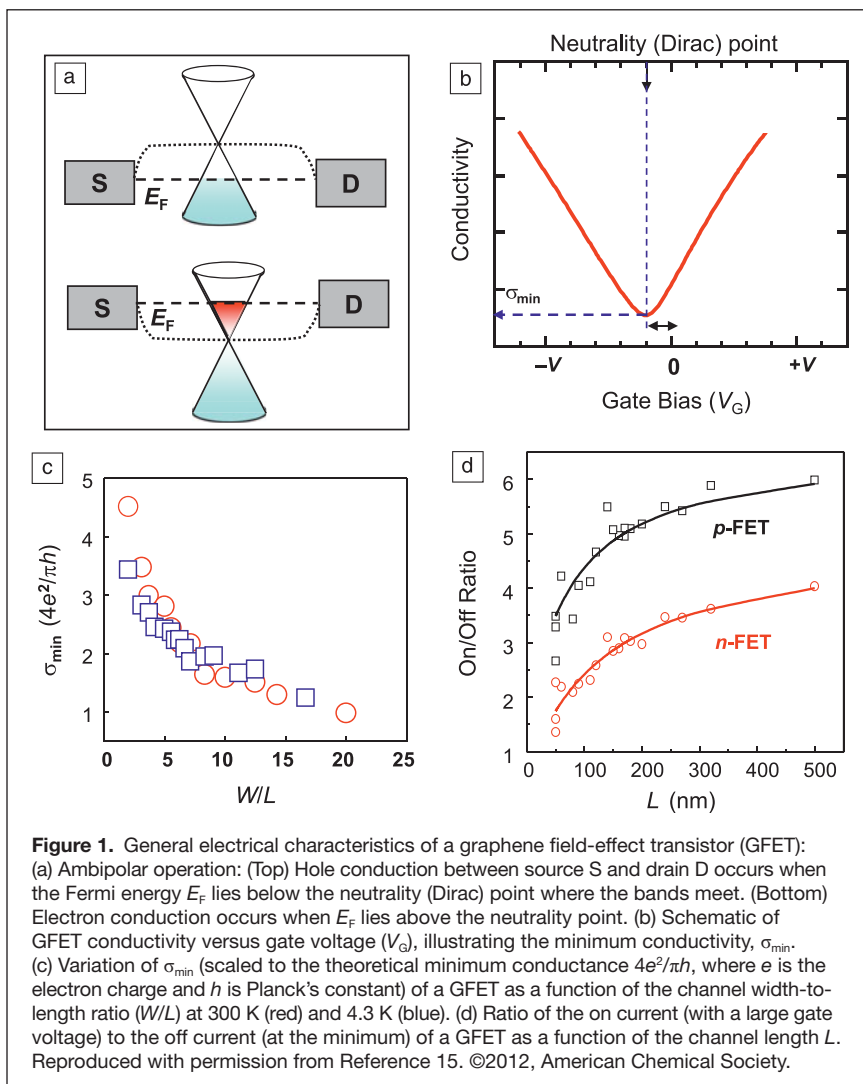 a
S
D
E_F
S
D
E_F
Neutrality (Dirac) point
b
Conductivity
σ_min
–V
0
+V
Gate Bias (V_G)
c
σ_min (4e²/πh)
5
4
3
2
1
0
5
10
15
20
25
W/L
d
On/Off Ratio
6
5
4
3
2
1
p-FET
n-FET
0
100
200
300
400
500
L (nm)
Figure 1. General electrical characteristics of a graphene field-effect transistor (GFET):
(a) Ambipolar operation: (Top) Hole conduction between source S and drain D occurs when
the Fermi energy E_F lies below the neutrality (Dirac) point where the bands meet. (Bottom)
Electron conduction occurs when E_F lies above the neutrality point. (b) Schematic of
GFET conductivity versus gate voltage (V_G), illustrating the minimum conductivity, σ_min.
(c) Variation of σ_min (scaled to the theoretical minimum conductance 4e²/πh, where e is the
electron charge and h is Planck's constant) of a GFET as a function of the channel width-to-
length ratio (W/L) at 300 K (red) and 4.3 K (blue). (d) Ratio of the on current (with a large gate
voltage) to the off current (at the minimum) of a GFET as a function of the channel length L.
Reproduced with permission from Reference 15. ©2012, American Chemical Society.